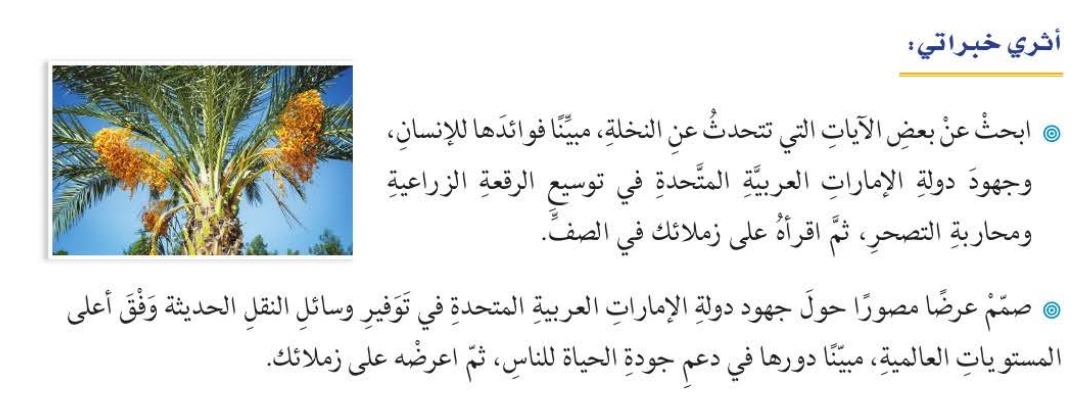 أثري خبراتي:
ابحثْ عنْ بعضِ الآياتِ التي تتحدثُ عنِ النخلةِ، مبيِّنًا فوائدَها للإنسانِ،
وجهودَ دولةِ الإماراتِ العربيَّةِ المتَّحدةِ في توسيعِ الرقعةِ الزراعيةِ
ومحاربةِ التصحرِ، ثمَّ اقرأهُ على زملائك في الصفِّ.
صمّمْ عرضًا مصورًا حولَ جهود دولةِ الإماراتِ العربيةِ المتحدةِ في تَوَفيرِ وسائلِ النقلِ الحديثة وَفْقَ أعلى
المستوياتِ العالميةِ، مبيّنًا دورها في دعمِ جودةِ الحياة للناسِ، ثمّ اعرضْه على زملائك.